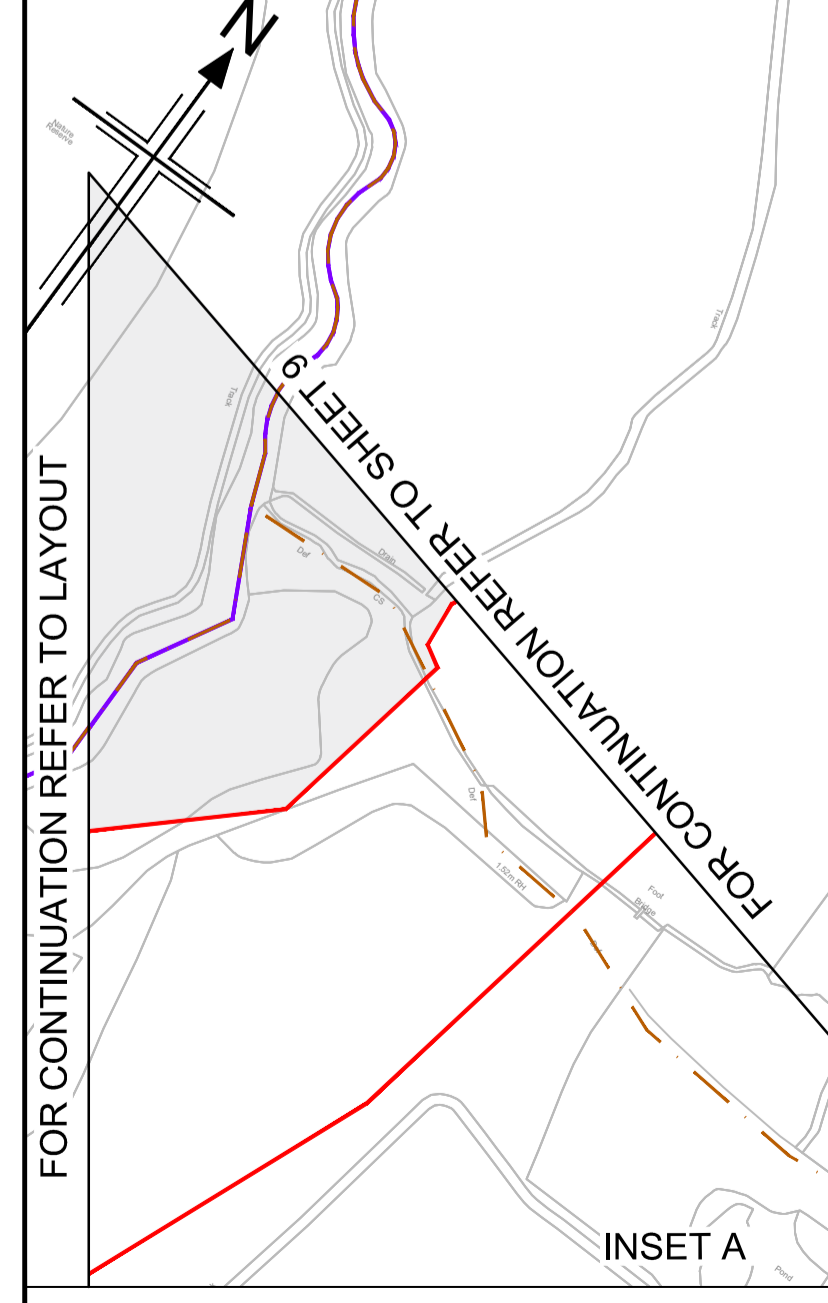 N
Nature
Reserve
Track
Track
FOR CONTINUATION REFER TO SHEET 9
FOR CONTINUATION REFER TO LAYOUT
Drain
Def
CS
Def
1.52m RH
Foot
Bridge
INSET A
Pond